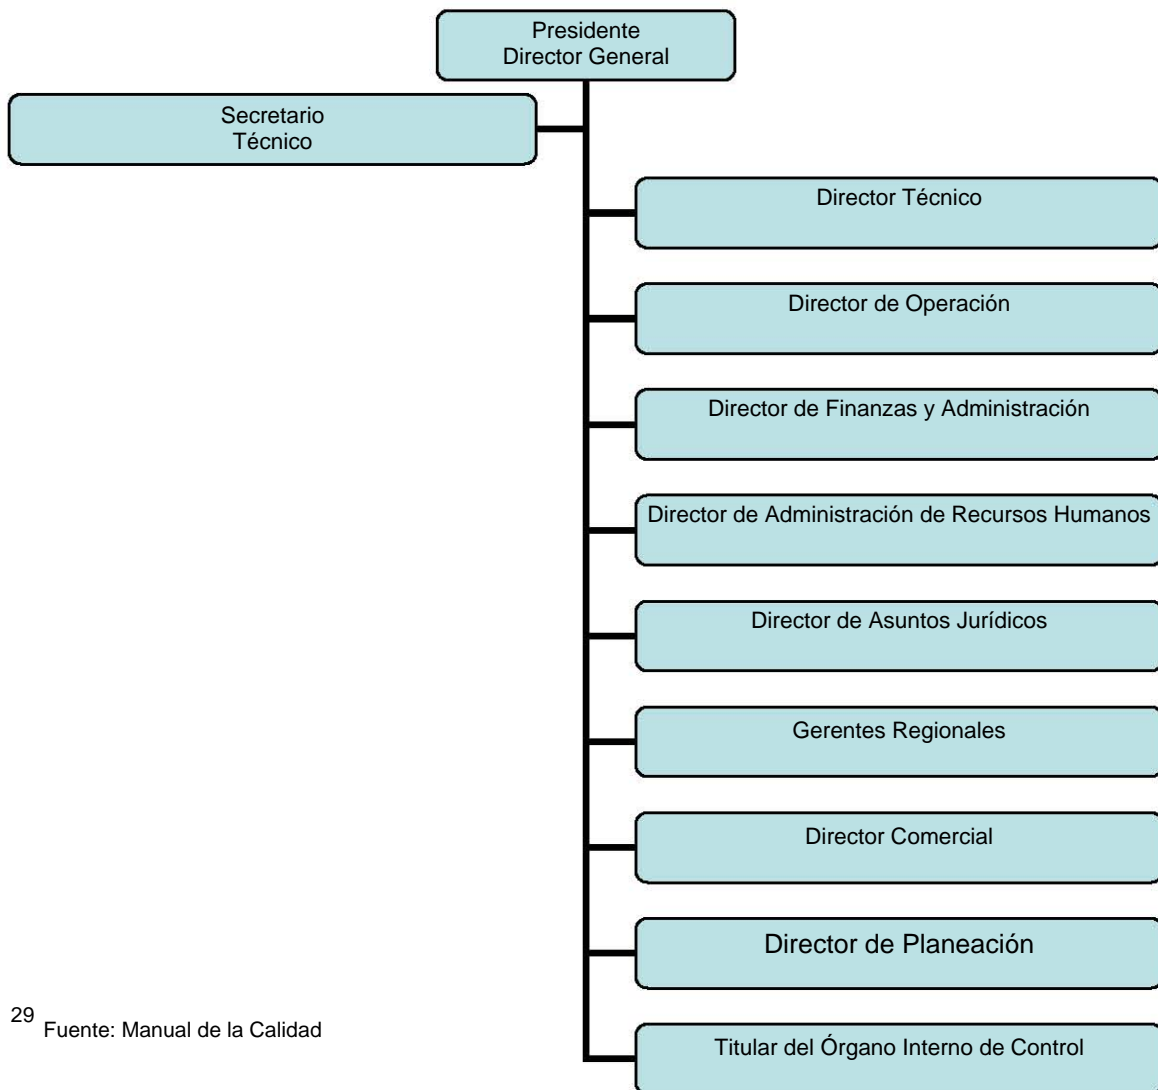 Presidente
Director General
Secretario
Técnico
Director Técnico
Director de Operación
Director de Finanzas y Administración
Director de Administración de Recursos Humanos
Director de Asuntos Jurídicos
Gerentes Regionales
Director Comercial
Director de Planeación
Titular del Órgano Interno de Control
29 Fuente: Manual de la Calidad